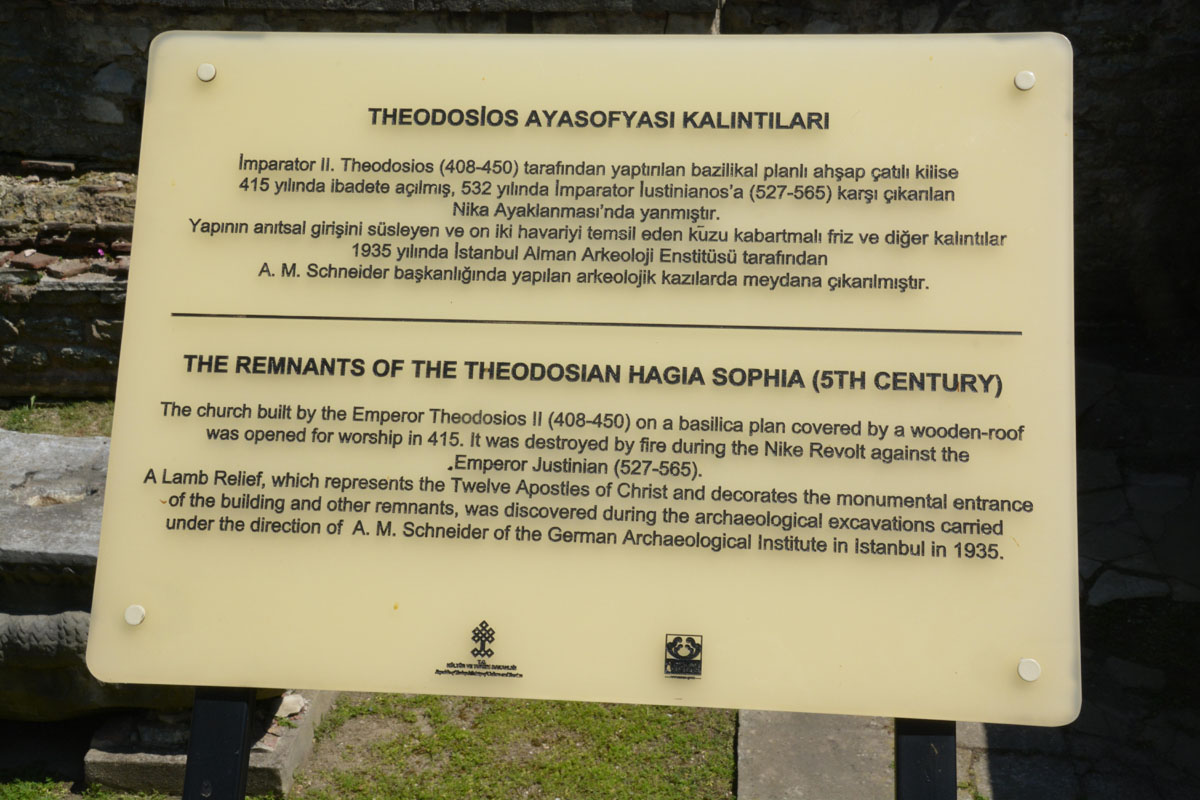 THEODOSİOS AYASOFYASI KALINTILARI
İmparator II. Theodosios (408-450) tarafından yaptırılan bazilikal planlı ahşap çatılı kilise
415 yılında ibadete açılmış, 532 yılında İmparator İustinianos'a (527-565) karşı çıkarılan
Nika Ayaklanması'nda yanmıştır.
Yapının anıtsal girişini süsleyen ve on iki havariyi temsil eden kuzu kabartmalı friz ve diğer kalıntılar
1935 yılında İstanbul Alman Arkeoloji Enstitüsü tarafından
A. M. Schneider başkanlığında yapılan arkeolojik kazılarda meydana çıkarılmıştır.
THE REMNANTS OF THE THEODOSIAN HAGIA SOPHIA (5TH CENTURY)
The church built by the Emperor Theodosios II (408-450) on a basilica plan covered by a wooden-roof
was opened for worship in 415. It was destroyed by fire during the Nike Revolt against the
Emperor Justinian (527-565).
A Lamb Relief, which represents the Twelve Apostles of Christ and decorates the monumental entrance
of the building and other remnants, was discovered during the archaeological excavations carried
under the direction of A. M. Schneider of the German Archaeological Institute in Istanbul in 1935.
T.C.
KÜLTÜR VE TURİZM BAKANLIĞI